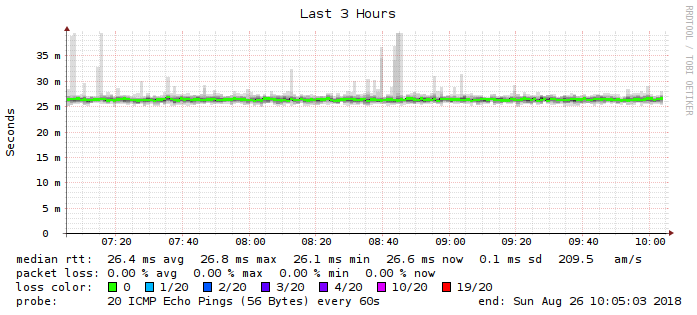 Last 3 Hours
RRDTOOL / TOBI OETIKER
Seconds
35 m
30 m
25 m
20 m
15 m
10 m
5 m
0
07:20 07:40 08:00 08:20 08:40 09:00 09:20 09:40 10:00
median rtt: 26.4 ms avg 26.8 ms max 26.1 ms min 26.6 ms now 0.1 ms sd 209.5 am/s
packet loss: 0.00 % avg 0.00 % max 0.00 % min 0.00 % now
loss color: 0 1/20 2/20 3/20 4/20 10/20 19/20
probe: 20 ICMP Echo Pings (56 Bytes) every 60s end: Sun Aug 26 10:05:03 2018